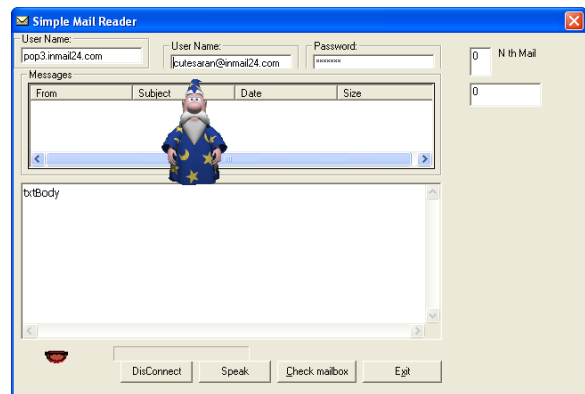 Simple Mail Reader
User Name:
pop3.inmail24.com
User Name:
cutesaran@inmail24.com
Password:
×××××××
0
N th Mail
0
Messages
From Subject Date Size
txtBody
DisConnect Speak Check mailbox Exit